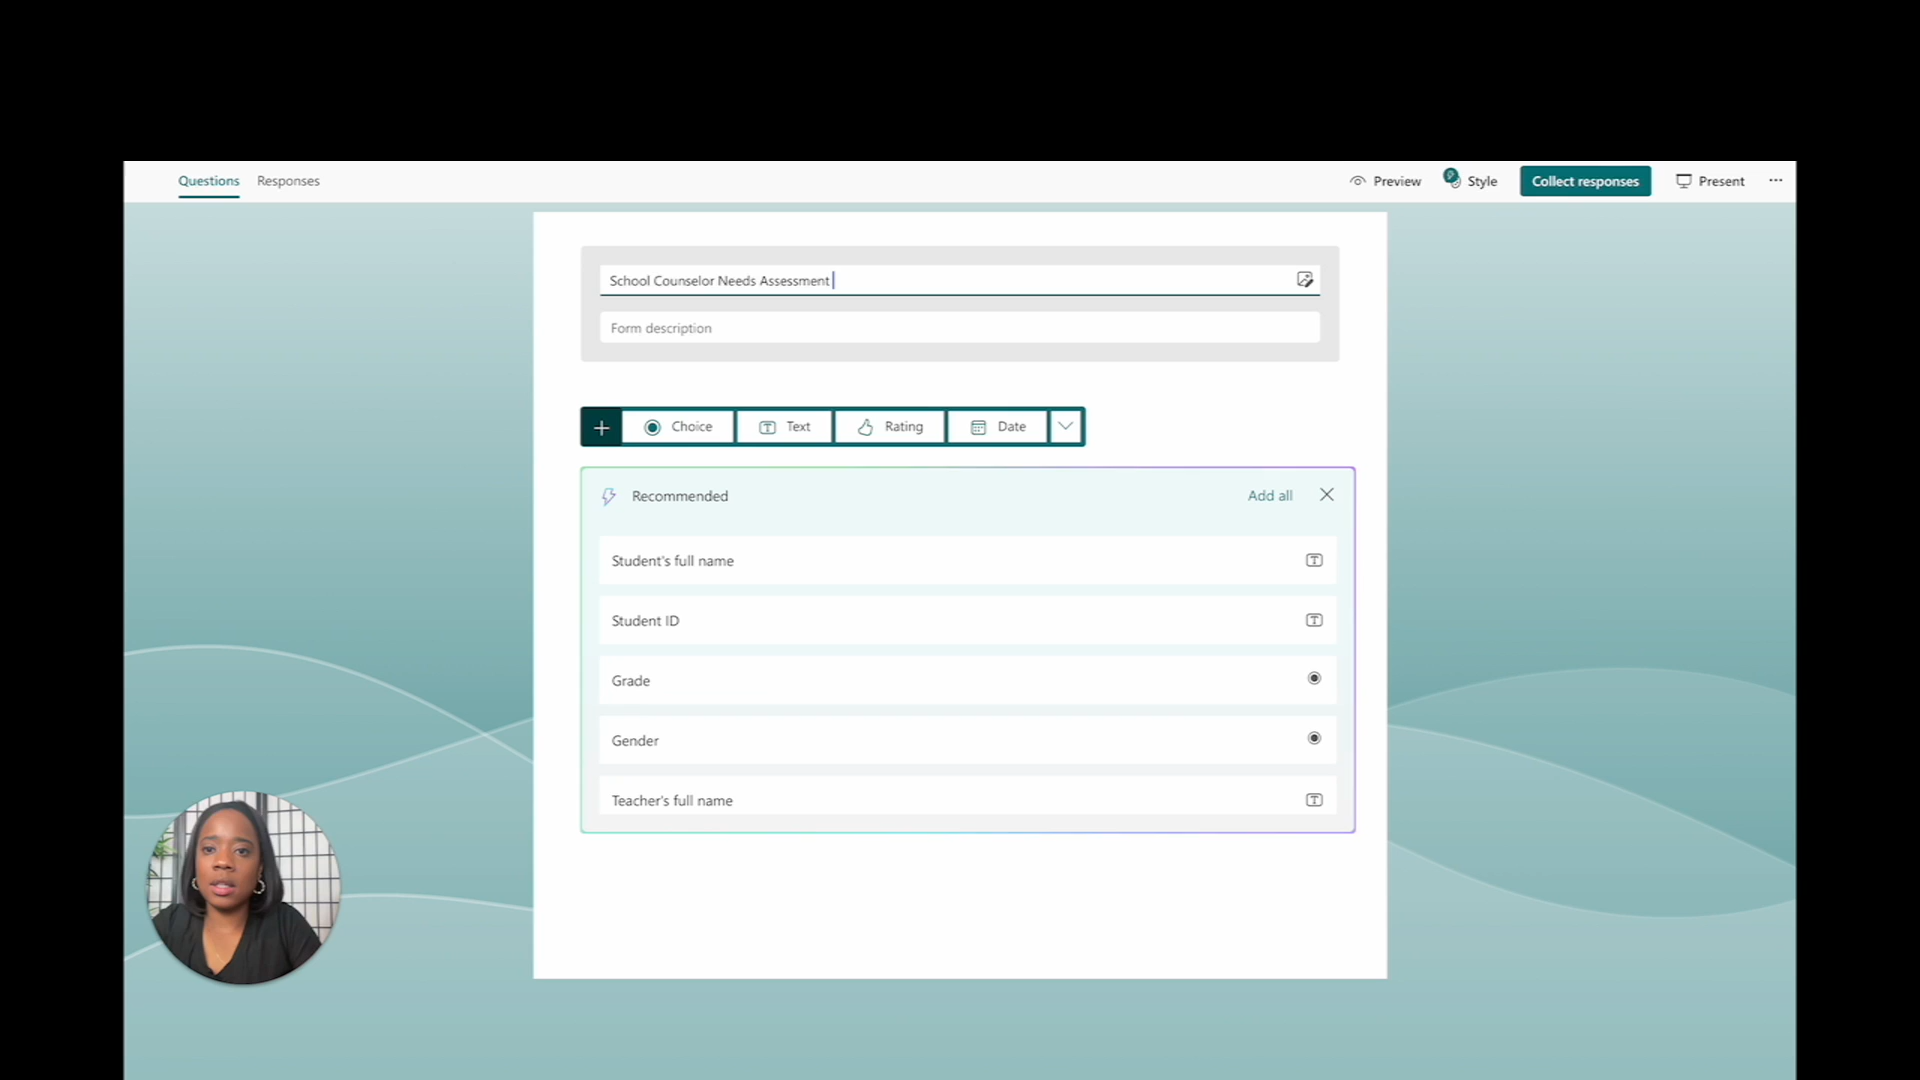 Questions Responses Preview Style Collect responses Present
School Counselor Needs Assessment
Form description
Choice Text Rating Date
Recommended Add all
Student's full name
Student ID
Grade
Gender
Teacher's full name